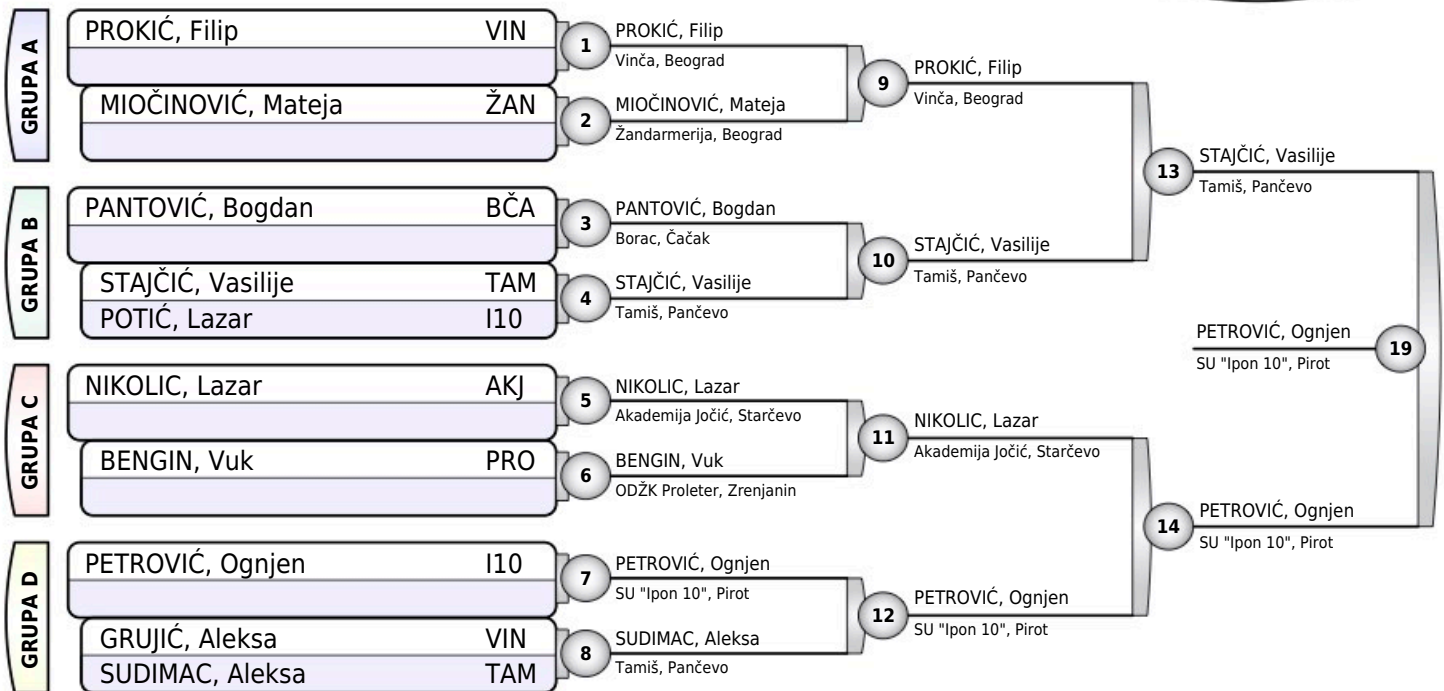 GRUPA A
PROKIĆ, Filip VIN
MIOČINOVIĆ, Mateja ŽAN
GRUPA B
PANTOVIĆ, Bogdan BČA
STAJČIĆ, Vasilije TAM
POTIĆ, Lazar I10
GRUPA C
NIKOLIC, Lazar AKJ
BENGIN, Vuk PRO
GRUPA D
PETROVIĆ, Ognjen I10
GRUJIĆ, Aleksa VIN
SUDIMAC, Aleksa TAM
1 PROKIĆ, Filip
Vinča, Beograd
2 MIOČINOVIĆ, Mateja
Žandarmerija, Beograd
3 PANTOVIĆ, Bogdan
Borac, Čačak
4 STAJČIĆ, Vasilije
Tamiš, Pančevo
5 NIKOLIC, Lazar
Akademija Jočić, Starčevo
6 BENGIN, Vuk
ODŽK Proleter, Zrenjanin
7 PETROVIĆ, Ognjen
SU "Ipon 10", Pirot
8 SUDIMAC, Aleksa
Tamiš, Pančevo
9 PROKIĆ, Filip
Vinča, Beograd
10 STAJČIĆ, Vasilije
Tamiš, Pančevo
11 NIKOLIC, Lazar
Akademija Jočić, Starčevo
12 PETROVIĆ, Ognjen
SU "Ipon 10", Pirot
13 STAJČIĆ, Vasilije
Tamiš, Pančevo
14 PETROVIĆ, Ognjen
SU "Ipon 10", Pirot
PETROVIĆ, Ognjen 19
SU "Ipon 10", Pirot